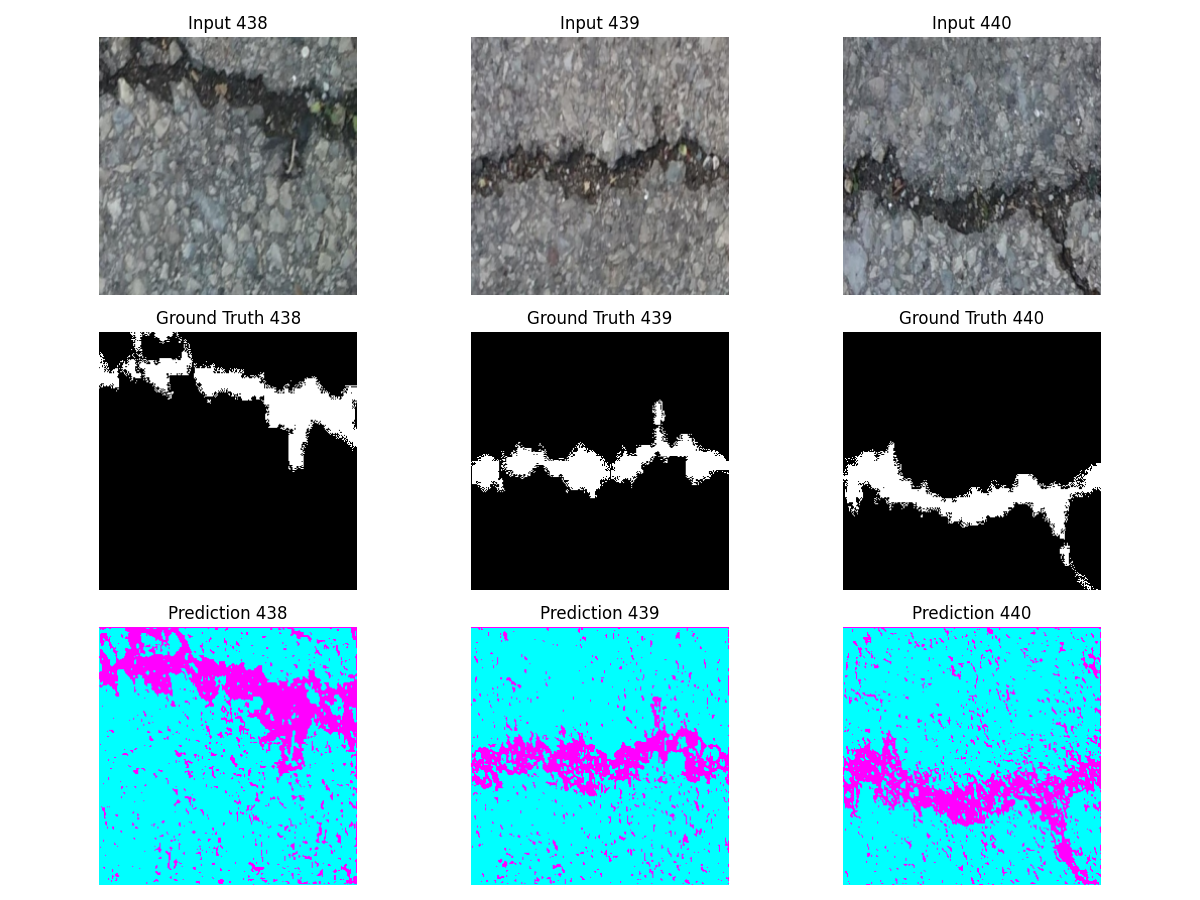 Input 438
Input 439
Input 440
Ground Truth 438
Ground Truth 439
Ground Truth 440
Prediction 438
Prediction 439
Prediction 440